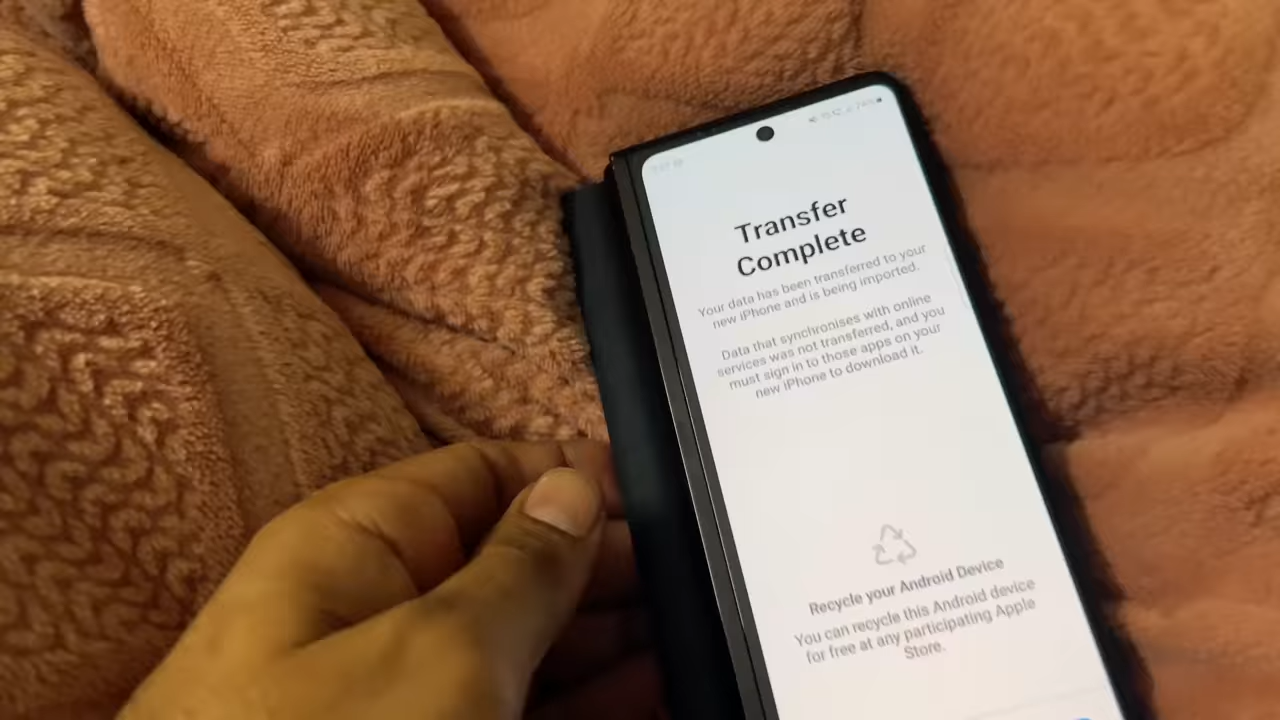 Transfer
Complete
Your data has been transferred to your
new iPhone and is being imported.
Data that synchronises with online
services was not transferred, and you
must sign in to those apps on your
new iPhone to download it.
Recycle your Android Device
You can recycle this Android device
for free at any participating Apple
Store.